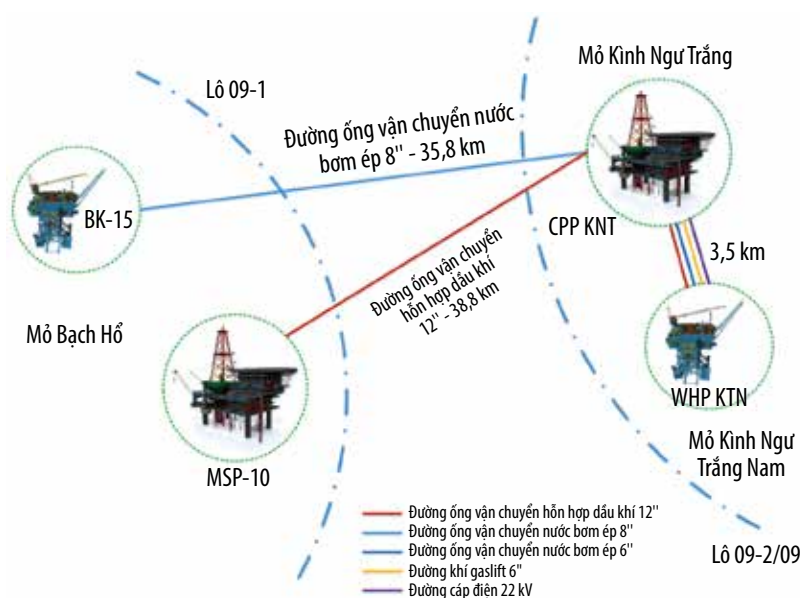 Mỏ Kình Ngư Trắng
Lô 09-1
Đường ống vận chuyển nước
bơm ép 8" - 35,8 km
BK-15
CPP KNT
3,5 km
Đường ống vận chuyển
hỗn hợp dầu khí
12" - 38,8 km
Mỏ Bạch Hổ
WHP KTN
MSP-10
Mỏ Kình Ngư
Trắng Nam
Đường ống vận chuyển hỗn hợp dầu khí 12"
Đường ống vận chuyển nước bơm ép 8"
Đường ống vận chuyển nước bơm ép 6"
Đường khí gaslift 6"
Đường cáp điện 22 kV
Lô 09-2/09